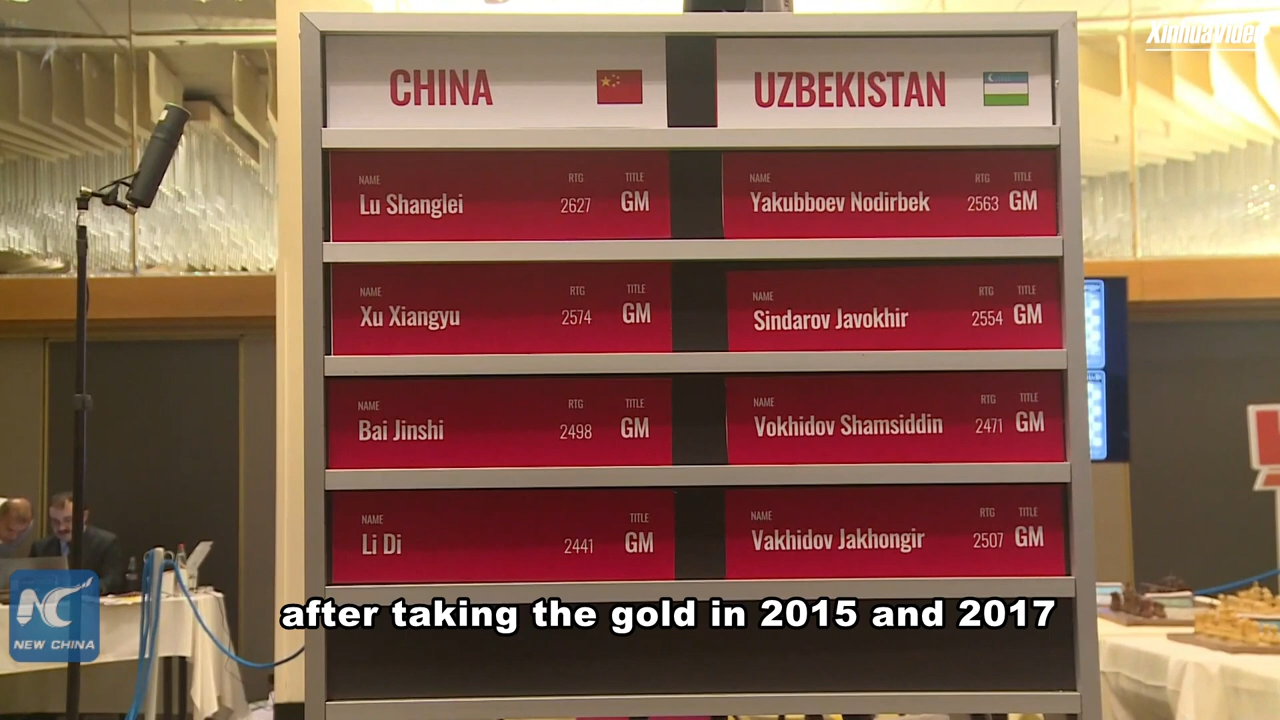 XinhuaVideo
CHINA
UZBEKISTAN
NAME RTG TITLE
Lu Shanglei 2627 GM
NAME RTG TITLE
Yakubboev Nodirbek 2563 GM
NAME RTG TITLE
Xu Xiangyu 2574 GM
NAME RTG TITLE
Sindarov Javokhir 2554 GM
NAME RTG TITLE
Bai Jinshi 2498 GM
NAME RTG TITLE
Vokhidov Shamsiddin 2471 GM
NAME TITLE
Li Di 2441 GM
NAME RTG TITLE
Vakhidov Jakhongir 2507 GM
after taking the gold in 2015 and 2017
NC
NEW CHINA